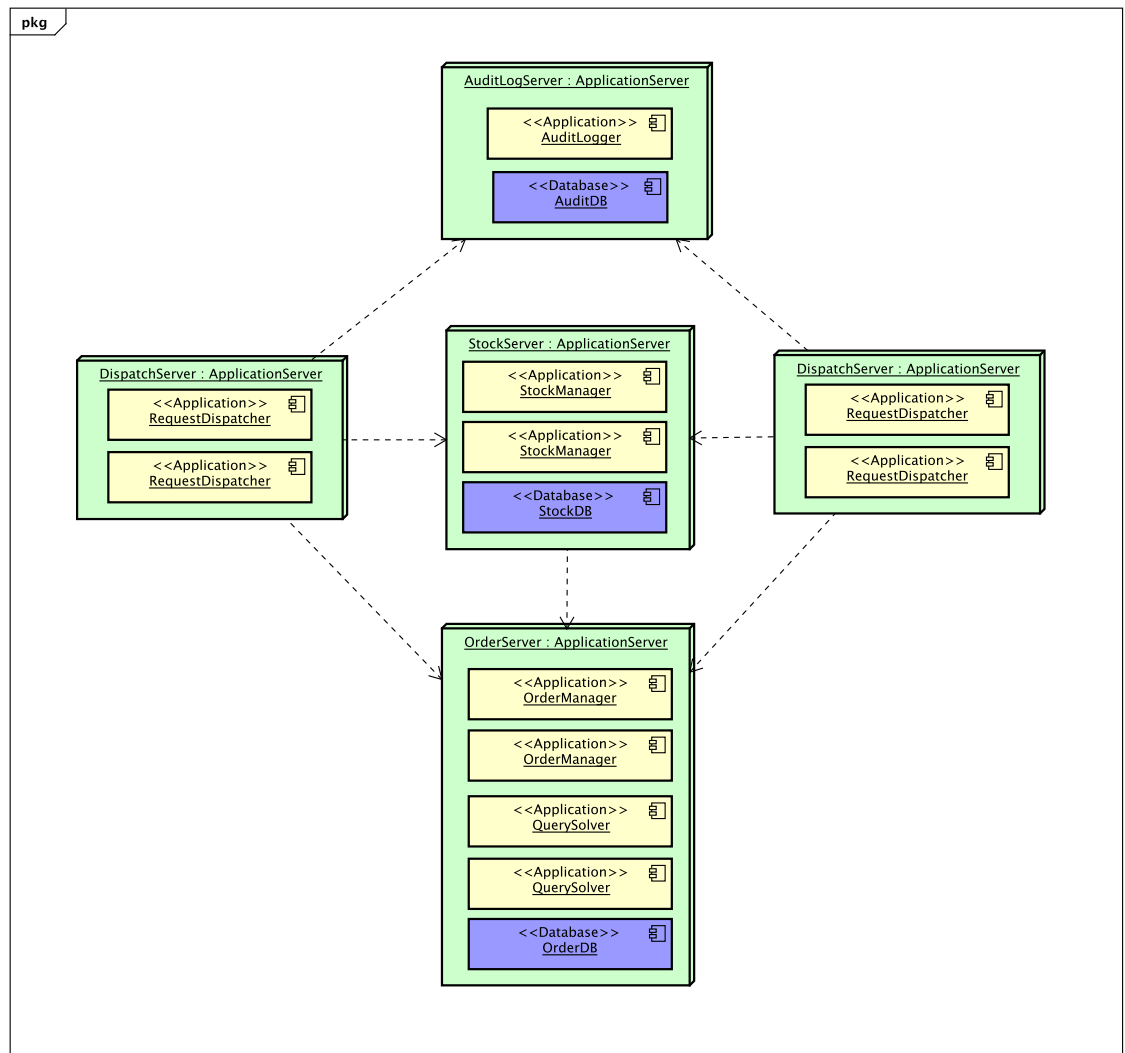 pkg
AuditLogServer : ApplicationServer
<<Application>>
AuditLogger
<<Database>>
AuditDB
DispatchServer : ApplicationServer
<<Application>>
RequestDispatcher
<<Application>>
RequestDispatcher
StockServer : ApplicationServer
<<Application>>
StockManager
<<Application>>
StockManager
<<Database>>
StockDB
DispatchServer : ApplicationServer
<<Application>>
RequestDispatcher
<<Application>>
RequestDispatcher
OrderServer : ApplicationServer
<<Application>>
OrderManager
<<Application>>
OrderManager
<<Application>>
QuerySolver
<<Application>>
QuerySolver
<<Database>>
OrderDB